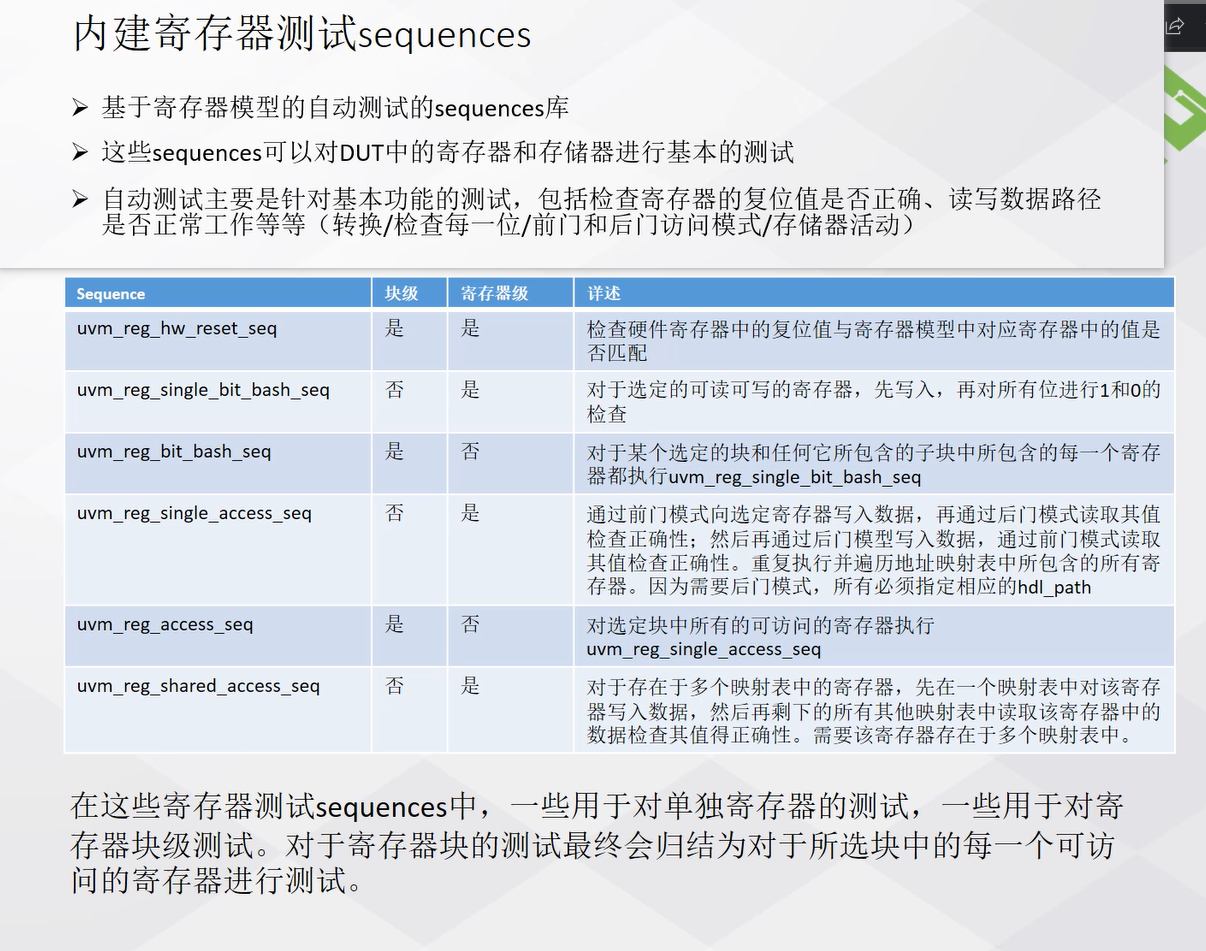 内建寄存器测试sequences
➢ 基于寄存器模型的自动测试的sequences库
➢ 这些sequences可以对DUT中的寄存器和存储器进行基本的测试
➢ 自动测试主要是针对基本功能的测试，包括检查寄存器的复位值是否正确、读写数据路径
是否正常工作等等（转换/检查每一位/前门和后门访问模式/存储器活动）
Sequence 块级 寄存器级 详述
uvm_reg_hw_reset_seq 是 是 检查硬件寄存器中的复位值与寄存器模型中对应寄存器中的值是
否匹配
uvm_reg_single_bit_bash_seq 否 是 对于选定的可读可写的寄存器，先写入，再对所有位进行1和0的
检查
uvm_reg_bit_bash_seq 是 否 对于某个选定的块和任何它所包含的子块中所包含的每一个寄存
器都执行uvm_reg_single_bit_bash_seq
uvm_reg_single_access_seq 否 是 通过前门模式向选定寄存器写入数据，再通过后门模式读取其值
检查正确性；然后再通过后门模型写入数据，通过前门模式读取
其值检查正确性。重复执行并遍历地址映射表中所包含的所有寄
存器。因为需要后门模式，所有必须指定相应的hdl_path
uvm_reg_access_seq 是 否 对选定块中所有的可访问的寄存器执行
uvm_reg_single_access_seq
uvm_reg_shared_access_seq 否 是 对于存在于多个映射表中的寄存器，先在一个映射表中对该寄存
器写入数据，然后再剩下的所有其他映射表中读取该寄存器中的
数据检查其值得正确性。需要该寄存器存在于多个映射表中。
在这些寄存器测试sequences中，一些用于对单独寄存器的测试，一些用于对寄
存器块级测试。对于寄存器块的测试最终会归结为对于所选块中的每一个可访
问的寄存器进行测试。